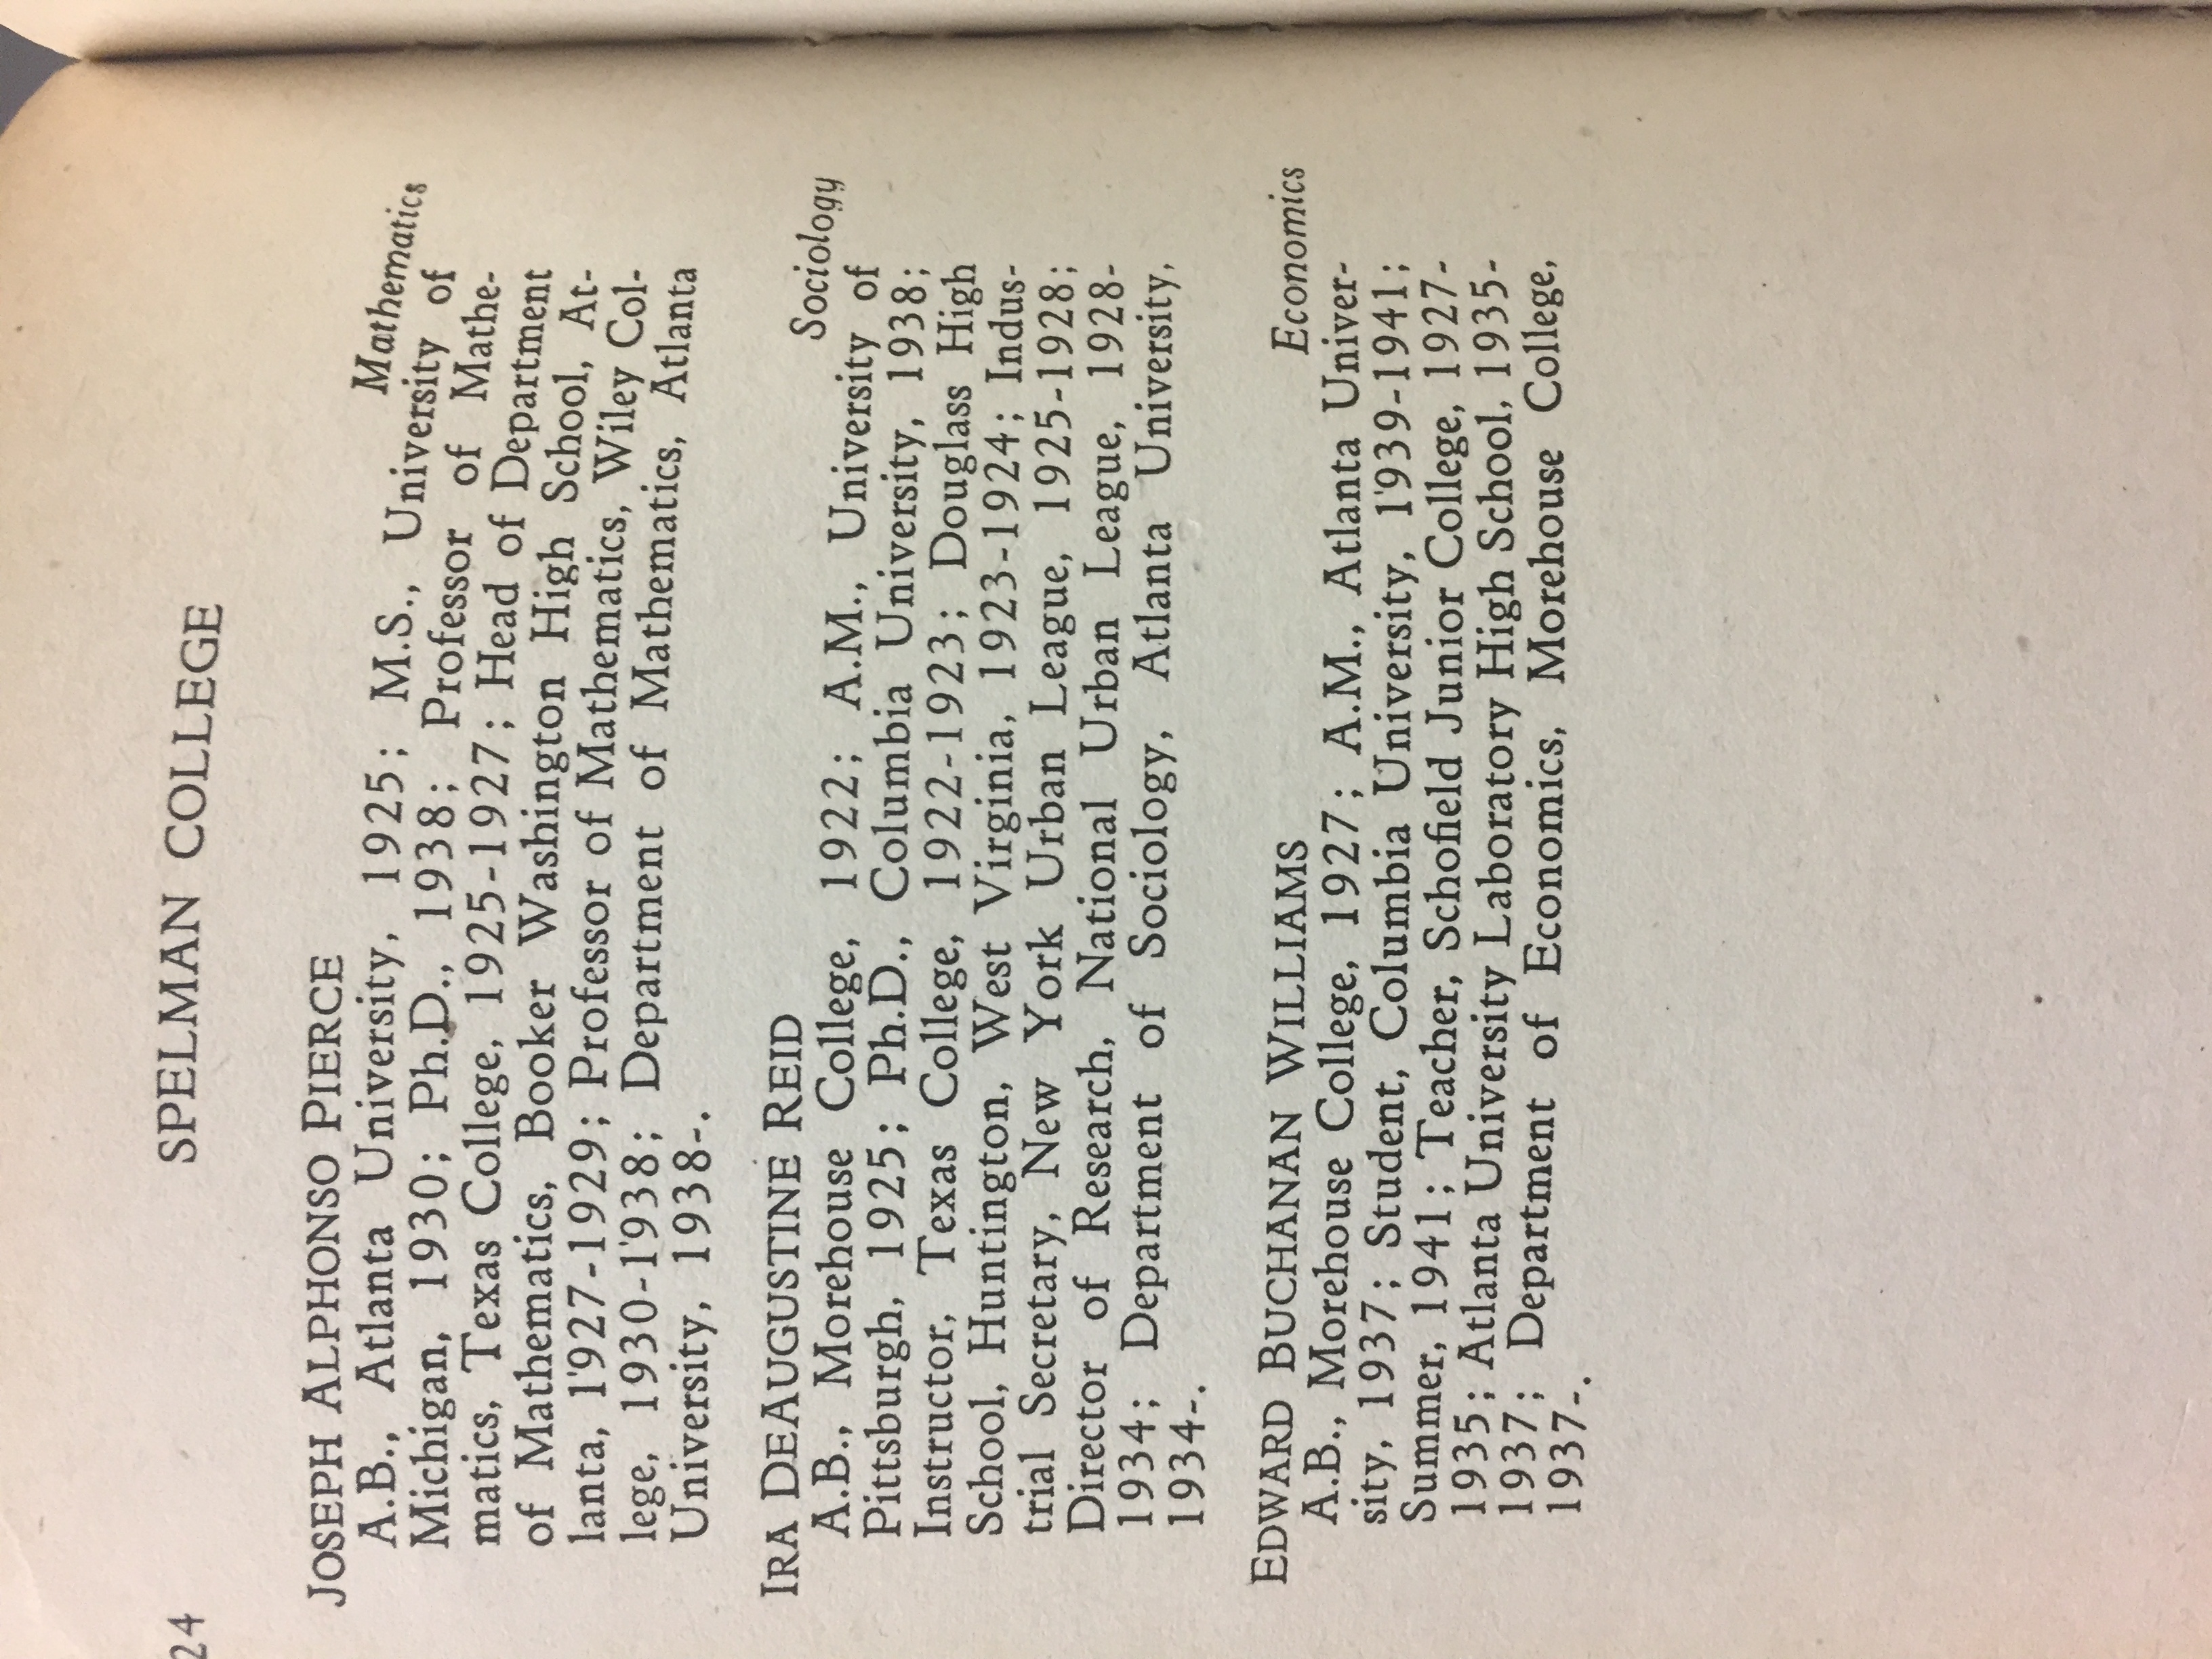 24
SPELMAN COLLEGE
JOSEPH ALPHONSO PIERCE
Mathematics
A.B., Atlanta University, 1925; M.S., University of
Michigan, 1930; Ph.D., 1938; Professor of Mathe-
matics, Texas College, 1925-1927; Head of Department
of Mathematics, Booker Washington High School, At-
lanta, 1'927-1929; Professor of Mathematics, Wiley Col-
lege, 1930-1'938; Department of Mathematics, Atlanta
University, 1938-.
IRA DEAUGUSTINE REID
Sociology
A.B., Morehouse College, 1922; A.M., University of
Pittsburgh, 1925; Ph.D., Columbia University, 1938;
Instructor, Texas College, 1922-1923; Douglass High
School, Huntington, West Virginia, 1923-1924; Indus-
trial Secretary, New York Urban League, 1925-1928;
Director of Research, National Urban League, 1928-
1934; Department of Sociology, Atlanta University,
1934-.
EDWARD BUCHANAN WILLIAMS
Economics
A.B., Morehouse College, 1927; A.M., Atlanta Univer-
sity, 1937; Student, Columbia University, 1'939-1941;
Summer, 1941; Teacher, Schofield Junior College, 1927-
1935; Atlanta University Laboratory High School, 1935-
1937; Department of Economics, Morehouse College,
1937-.